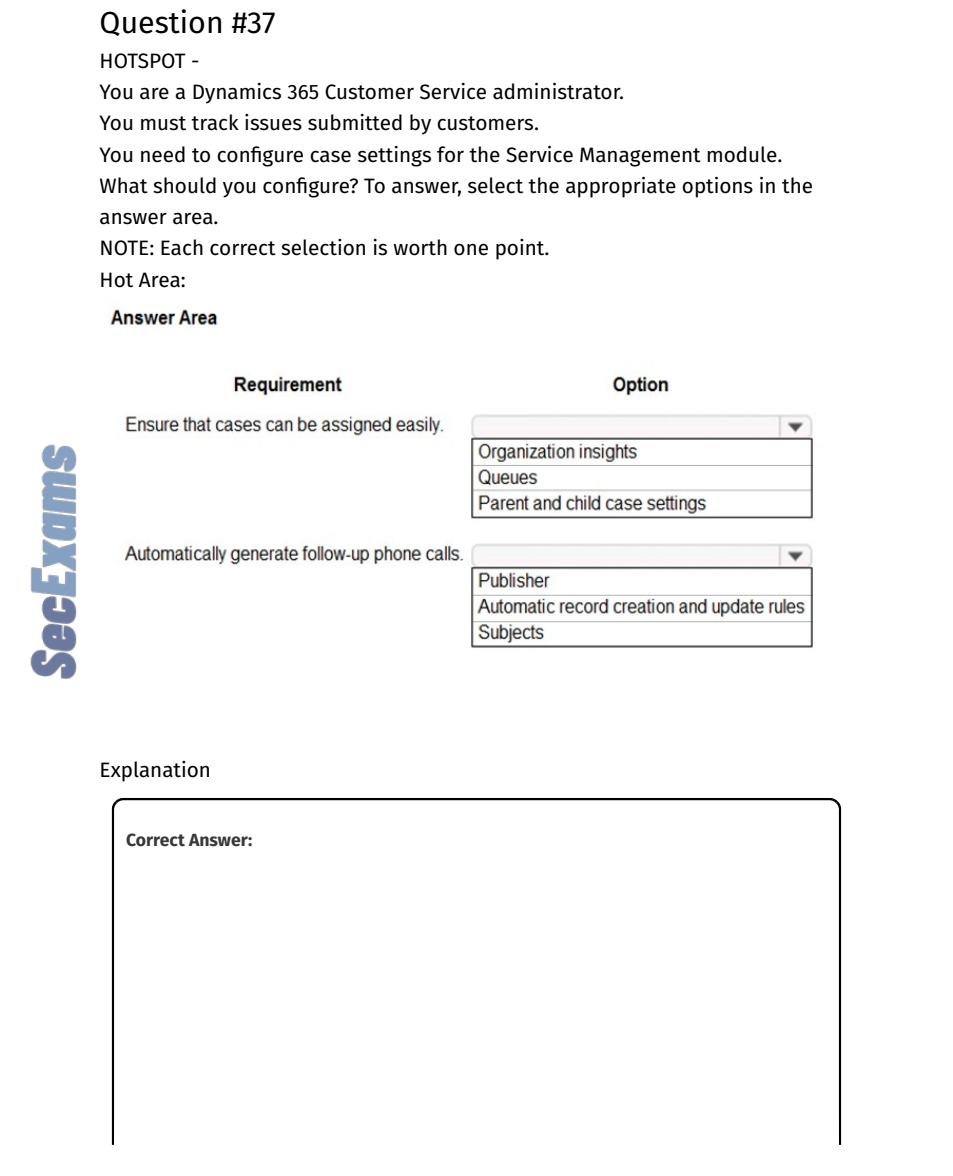 Question #37
HOTSPOT -
You are a Dynamics 365 Customer Service administrator.
You must track issues submitted by customers.
You need to configure case settings for the Service Management module.
What should you configure? To answer, select the appropriate options in the
answer area.
NOTE: Each correct selection is worth one point.
Hot Area:
Answer Area
Requirement Option
Ensure that cases can be assigned easily.
Organization insights
Queues
Parent and child case settings
Automatically generate follow-up phone calls.
Publisher
Automatic record creation and update rules
Subjects
SecExams
Explanation
Correct Answer: